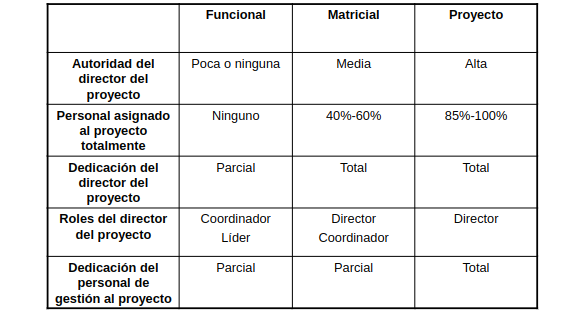 Funcional Matricial Proyecto
Autoridad del director del proyecto Poca o ninguna Media Alta
Personal asignado al proyecto totalmente Ninguno 40%-60% 85%-100%
Dedicación del director del proyecto Parcial Total Total
Roles del director del proyecto Coordinador Líder Director Coordinador Director
Dedicación del personal de gestión al proyecto Parcial Parcial Total